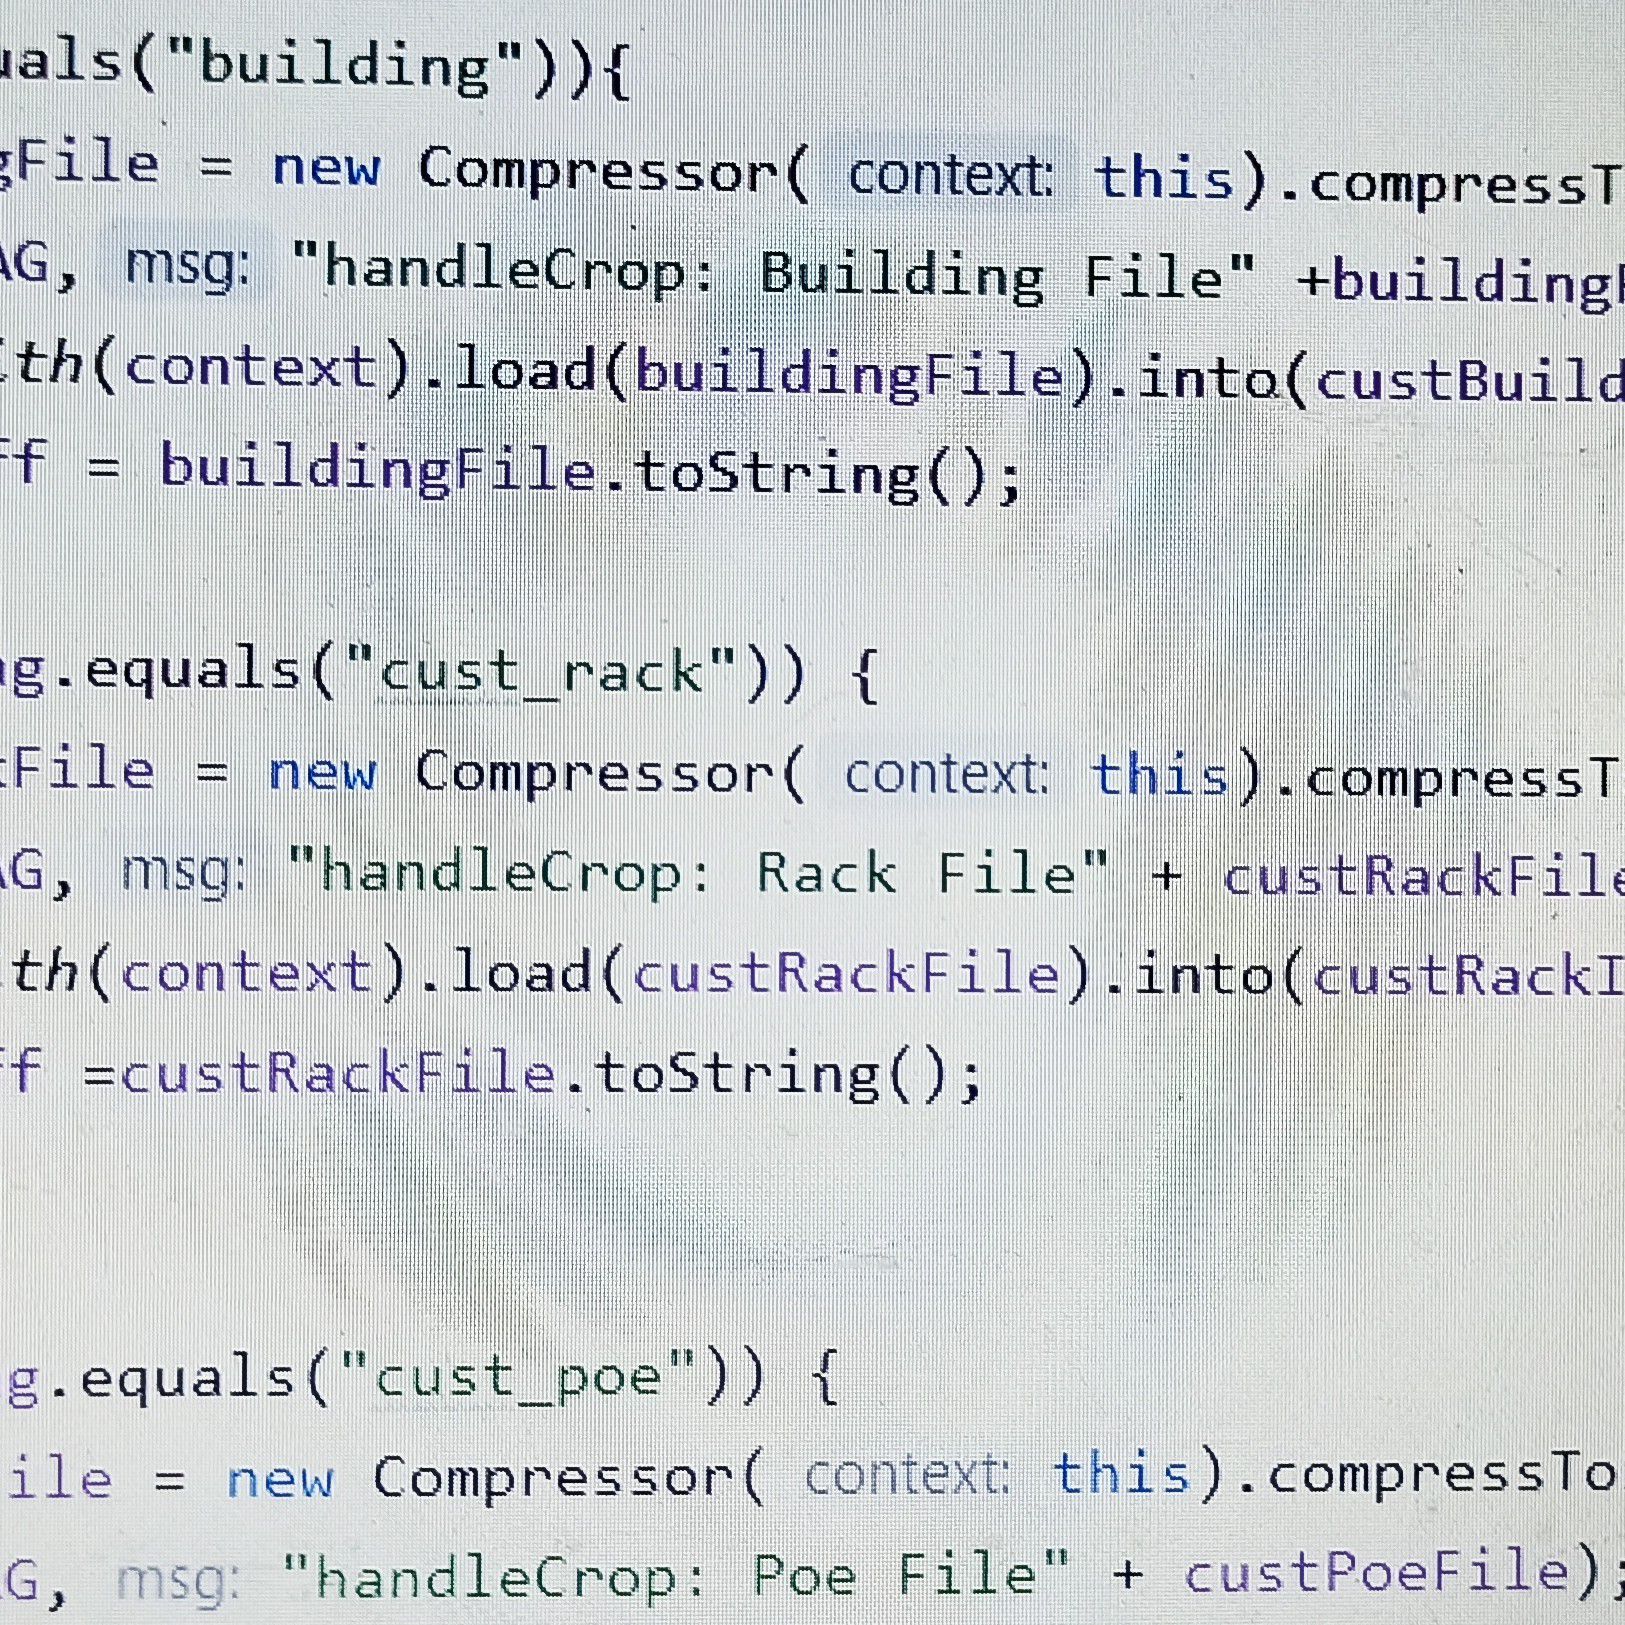 uals("building")){
gFile = new Compressor( context: this).compressT
AG, msg: "handleCrop: Building File" +buildingF
ith(context).load(buildingFile).into(custBuild
ff = buildingFile.toString();
ng.equals("cust_rack")) {
kFile = new Compressor( context: this).compressT
AG, msg: "handleCrop: Rack File" + custRackFile
th(context).load(custRackFile).into(custRackI
ff =custRackFile.toString();
g.equals("cust_poe")) {
ile = new Compressor( context: this).compressTo
G, msg: "handleCrop: Poe File" + custPoeFile);